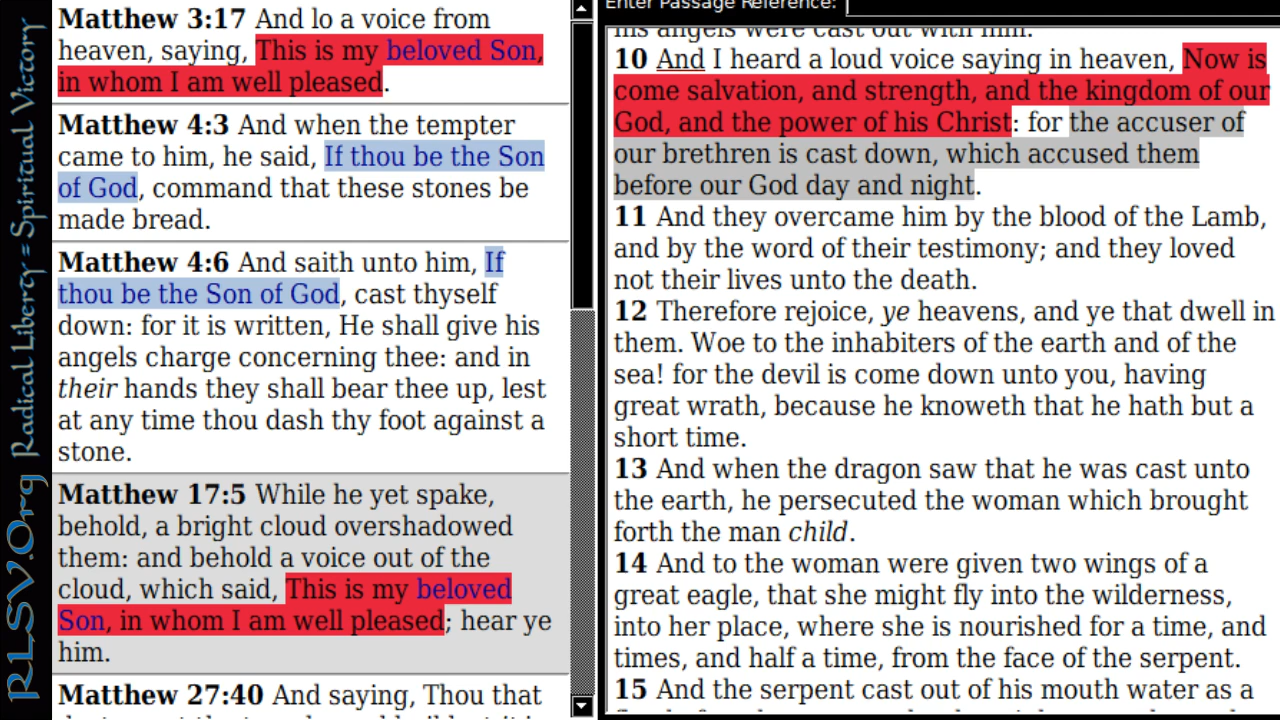 RLSV.Org Radical Liberty = Spiritual Victory
Matthew 3:17 And lo a voice from
heaven, saying, This is my beloved Son,
in whom I am well pleased.
Matthew 4:3 And when the tempter
came to him, he said, If thou be the Son
of God, command that these stones be
made bread.
Matthew 4:6 And saith unto him, If
thou be the Son of God, cast thyself
down: for it is written, He shall give his
angels charge concerning thee: and in
their hands they shall bear thee up, lest
at any time thou dash thy foot against a
stone.
Matthew 17:5 While he yet spake,
behold, a bright cloud overshadowed
them: and behold a voice out of the
cloud, which said, This is my beloved
Son, in whom I am well pleased; hear ye
him.
Matthew 27:40 And saying, Thou that
Enter Passage Reference:
his angels were cast out with him.
10 And I heard a loud voice saying in heaven, Now is
come salvation, and strength, and the kingdom of our
God, and the power of his Christ: for the accuser of
our brethren is cast down, which accused them
before our God day and night.
11 And they overcame him by the blood of the Lamb,
and by the word of their testimony; and they loved
not their lives unto the death.
12 Therefore rejoice, ye heavens, and ye that dwell in
them. Woe to the inhabiters of the earth and of the
sea! for the devil is come down unto you, having
great wrath, because he knoweth that he hath but a
short time.
13 And when the dragon saw that he was cast unto
the earth, he persecuted the woman which brought
forth the man child.
14 And to the woman were given two wings of a
great eagle, that she might fly into the wilderness,
into her place, where she is nourished for a time, and
times, and half a time, from the face of the serpent.
15 And the serpent cast out of his mouth water as a